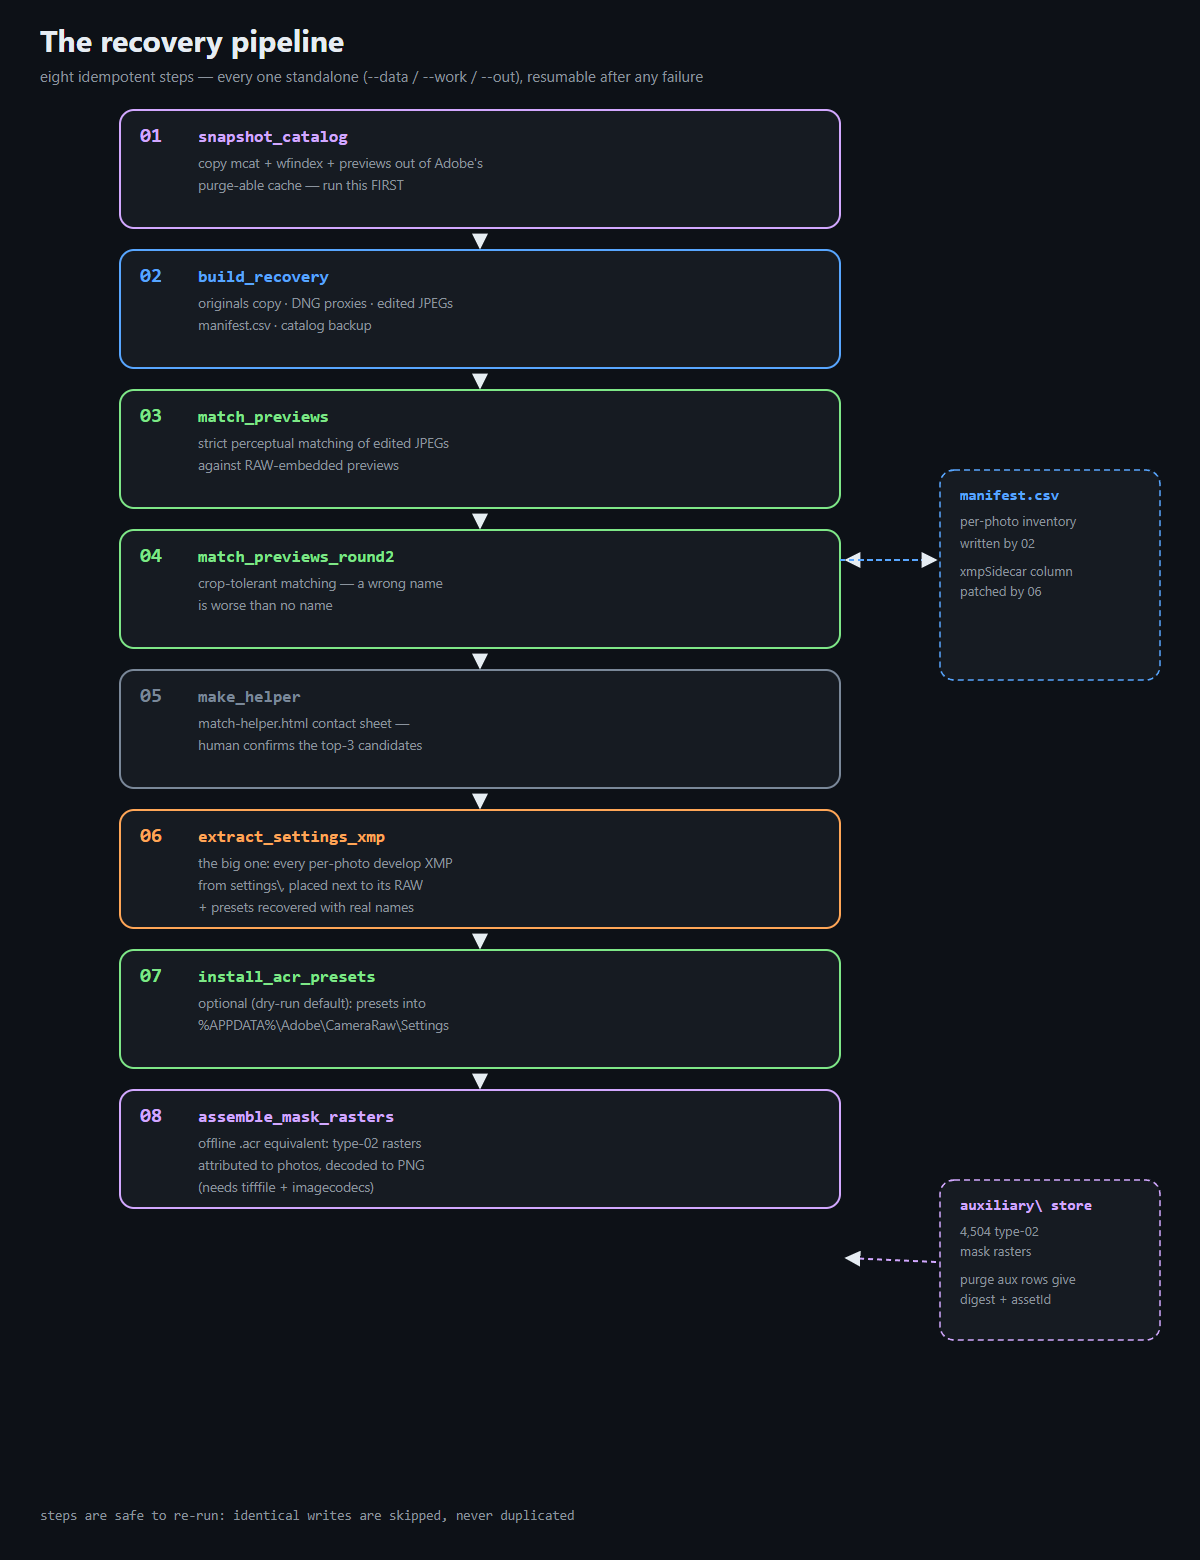 The recovery pipeline
eight idempotent steps — every one standalone (--data / --work / --out), resumable after any failure
01 snapshot_catalog
copy mcat + wfindex + previews out of Adobe's
purge-able cache — run this FIRST
02 build_recovery
originals copy · DNG proxies · edited JPEGs
manifest.csv · catalog backup
03 match_previews
strict perceptual matching of edited JPEGs
against RAW-embedded previews
04 match_previews_round2
crop-tolerant matching — a wrong name
is worse than no name
manifest.csv
per-photo inventory
written by 02
xmpSidecar column
patched by 06
05 make_helper
match-helper.html contact sheet —
human confirms the top-3 candidates
06 extract_settings_xmp
the big one: every per-photo develop XMP
from settings\, placed next to its RAW
+ presets recovered with real names
07 install_acr_presets
optional (dry-run default): presets into
%APPDATA%\Adobe\CameraRaw\Settings
08 assemble_mask_rasters
offline .acr equivalent: type-02 rasters
attributed to photos, decoded to PNG
(needs tifffile + imagecodecs)
auxiliary\ store
4,504 type-02
mask rasters
purge aux rows give
digest + assetId
steps are safe to re-run: identical writes are skipped, never duplicated